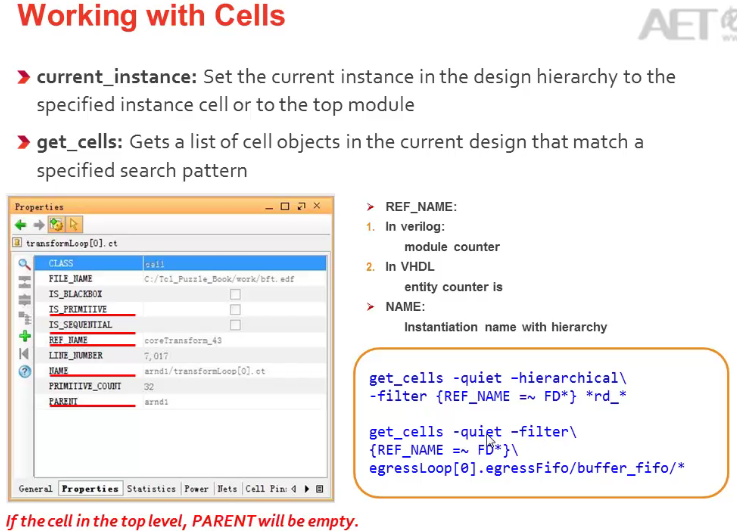 Working with Cells
AET
current_instance: Set the current instance in the design hierarchy to the
specified instance cell or to the top module
get_cells: Gets a list of cell objects in the current design that match a
specified search pattern
Properties
transformLoop[0].ct
CLASS cell
FILE_NAME C:/Tcl_Puzzle_Book/work/bft.edf
IS_BLACKBOX
IS_PRIMITIVE
IS_SEQUENTIAL
REF_NAME coreTransform_43
LINE_NUMBER 7,017
NAME arnd1/transformLoop[0].ct
PRIMITIVE_COUNT 32
PARENT arnd1
General Properties Statistics Power Nets Cell Pin:
REF_NAME:
1. In verilog:
module counter
2. In VHDL
entity counter is
NAME:
Instantiation name with hierarchy
get_cells -quiet –hierarchical\
-filter {REF_NAME =~ FD*} *rd_*
get_cells -quiet –filter\
{REF_NAME =~ FD*}\
egressLoop[0].egressFifo/buffer_fifo/*
If the cell in the top level, PARENT will be empty.